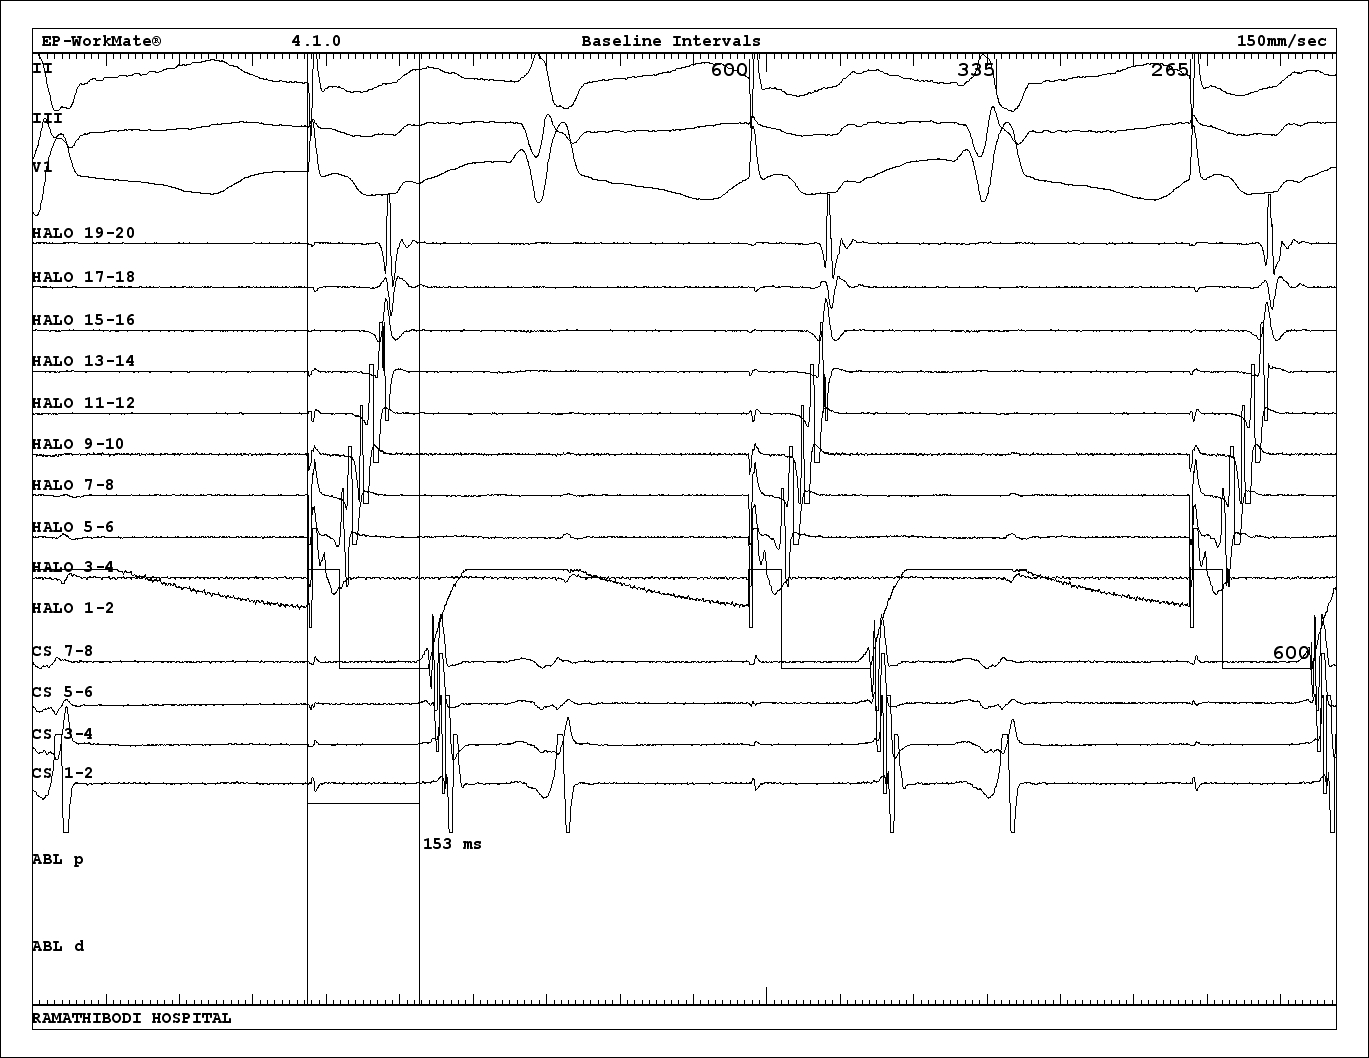 EP-WorkMate® 4.1.0 Baseline Intervals 150mm/sec
II 600 335 265
III
V1
HALO 19-20
HALO 17-18
HALO 15-16
HALO 13-14
HALO 11-12
HALO 9-10
HALO 7-8
HALO 5-6
HALO 3-4
HALO 1-2
CS 7-8 600
CS 5-6
CS 3-4
CS 1-2
153 ms
ABL p
ABL d
RAMATHIBODI HOSPITAL